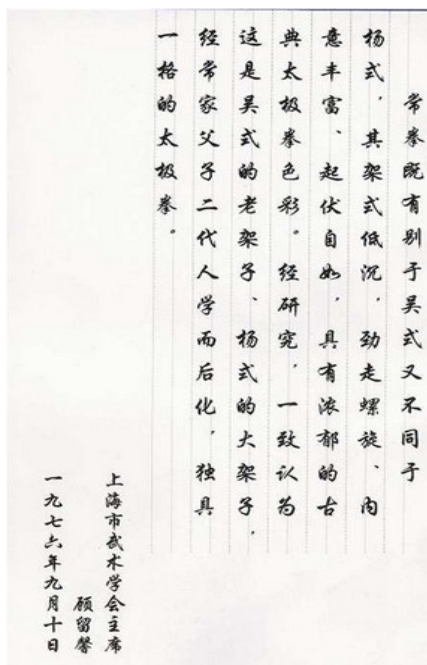 常拳既有别于吴式又不同于
杨式，其架式低沉，劲走螺旋、内
意丰富、起伏自如，具有浓郁的古
典太极拳色彩。经研究，一致认为
这是吴式的老架子、杨式的大架子，
经常家父子二代人学而后化，独具
一格的太极拳。
上海市武术学会主席
顾留馨
一九七六年九月十日